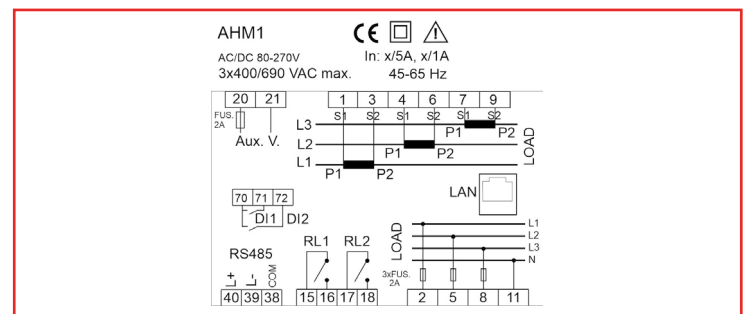 AHM1
CE
AC/DC 80-270V
In: x/5A, x/1A
3x400/690 VAC max.
45-65 Hz
20 21
1 3 4 6 7 9
FUS.
2A
S1 S2 S1 S2 S1 S2
Aux. V.
L3
P1 P2
L2
P1 P2
L1
P1 P2
LOAD
70 71 72
LAN
DI1 DI2
L1
L2
L3
N
LOAD
RS485
RL1 RL2
3xFUS.
2A
L+ L- COM
40 39 38
15 16 17 18
2 5 8 11